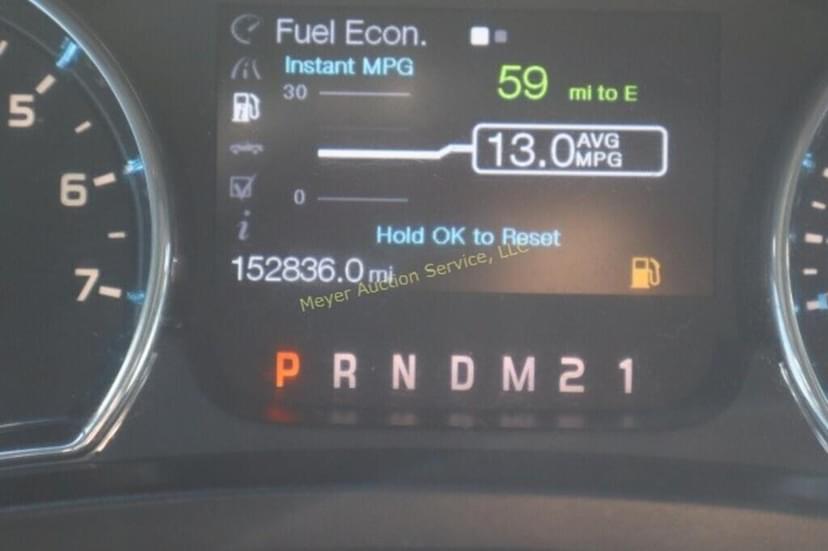 Fuel Econ.
Instant MPG
59 mi to E
30
13.0 AVG MPG
0
Hold OK to Reset
152836.0 mi
Meyer Auction Service, LLC
P R N D M 2 1
5
6
7